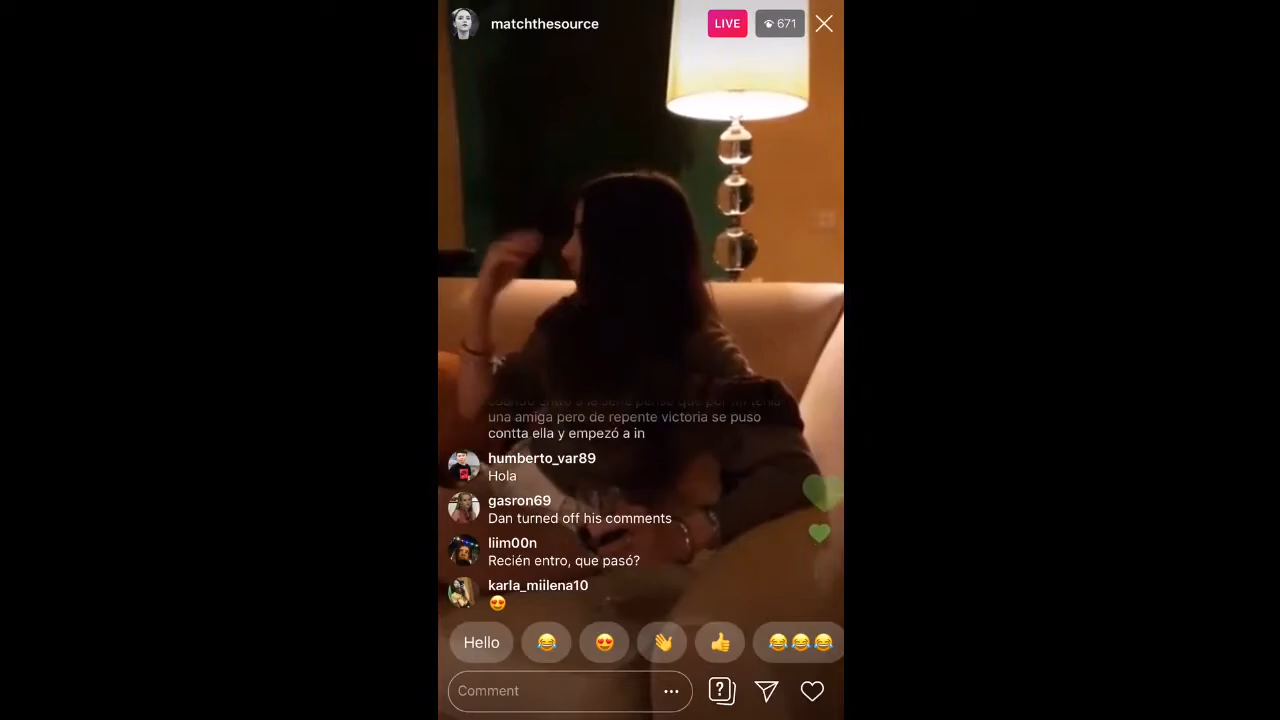 matchthesource
LIVE
671
una amiga pero de repente victoria se puso
contta ella y empezó a in
humberto_var89
Hola
gasron69
Dan turned off his comments
liim00n
Recién entro, que pasó?
karla_miilena10
😍
Hello 😂 😍 👋 👍 😂😂😂
Comment